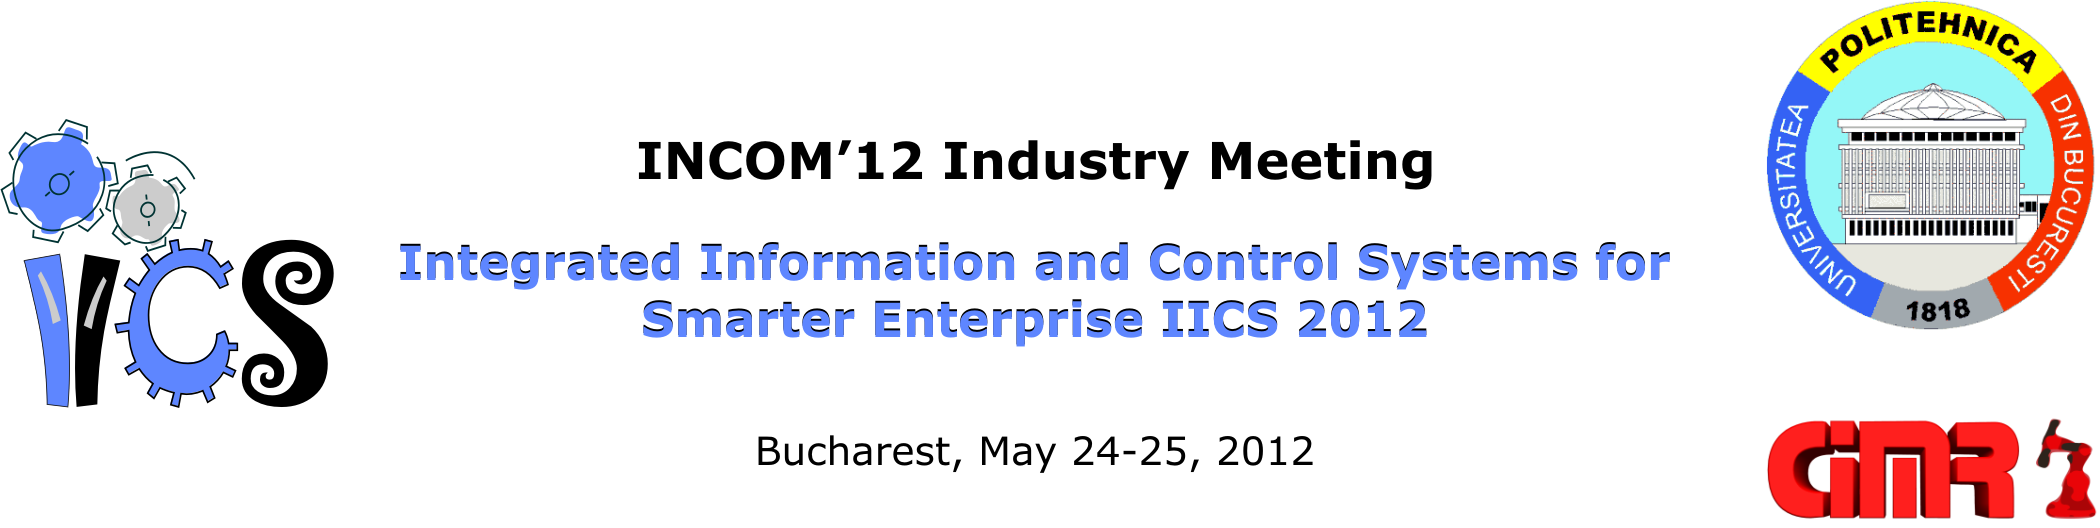 IICS
INCOM’12 Industry Meeting
Integrated Information and Control Systems for
Smarter Enterprise IICS 2012
Bucharest, May 24-25, 2012
UNIVERSITATEA
POLITEHNICA
DIN BUCURESTI
1818
CiMR